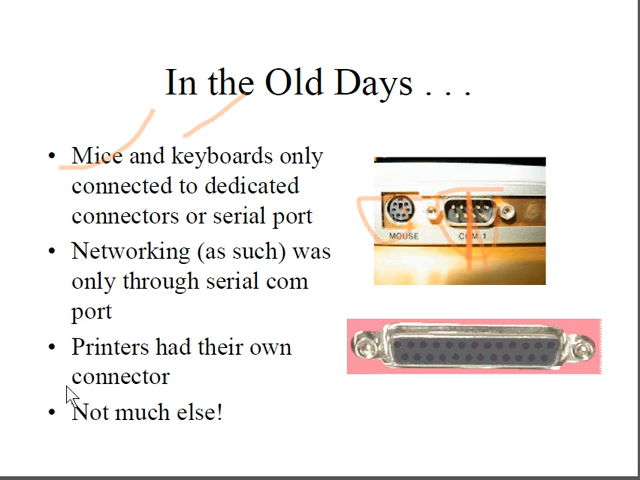 In the Old Days . . .
• Mice and keyboards only
connected to dedicated
connectors or serial port
• Networking (as such) was
only through serial com
port
• Printers had their own
connector
• Not much else!
MOUSE
COM 1